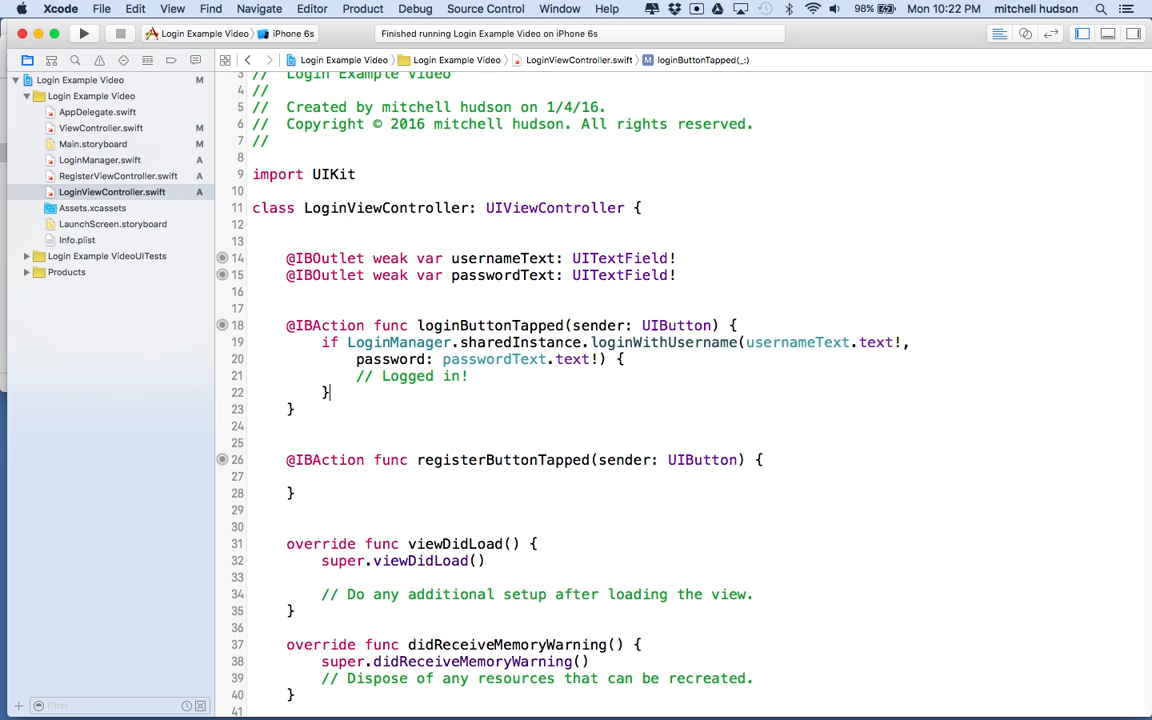 Xcode File Edit View Find Navigate Editor Product Debug Source Control Window Help 98% Mon 10:22 PM mitchell hudson
Login Example Video iPhone 6s Finished running Login Example Video on iPhone 6s
Login Example Video Login Example Video LoginViewController.swift M loginButtonTapped(_:)
Login Example Video M
Login Example Video
AppDelegate.swift
ViewController.swift M
Main.storyboard M
LoginManager.swift A
RegisterViewController.swift A
LoginViewController.swift A
Assets.xcassets
LaunchScreen.storyboard
Info.plist
Login Example VideoUITests
Products
Filter
3 // Login Example Video
4 //
5 // Created by mitchell hudson on 1/4/16.
6 // Copyright © 2016 mitchell hudson. All rights reserved.
7 //
8
9 import UIKit
10
11 class LoginViewController: UIViewController {
12
13
14 @IBOutlet weak var usernameText: UITextField!
15 @IBOutlet weak var passwordText: UITextField!
16
17
18 @IBAction func loginButtonTapped(sender: UIButton) {
19 if LoginManager.sharedInstance.loginWithUsername(usernameText.text!,
20 password: passwordText.text!) {
21 // Logged in!
22 }
23 }
24
25
26 @IBAction func registerButtonTapped(sender: UIButton) {
27
28 }
29
30
31 override func viewDidLoad() {
32 super.viewDidLoad()
33
34 // Do any additional setup after loading the view.
35 }
36
37 override func didReceiveMemoryWarning() {
38 super.didReceiveMemoryWarning()
39 // Dispose of any resources that can be recreated.
40 }
41